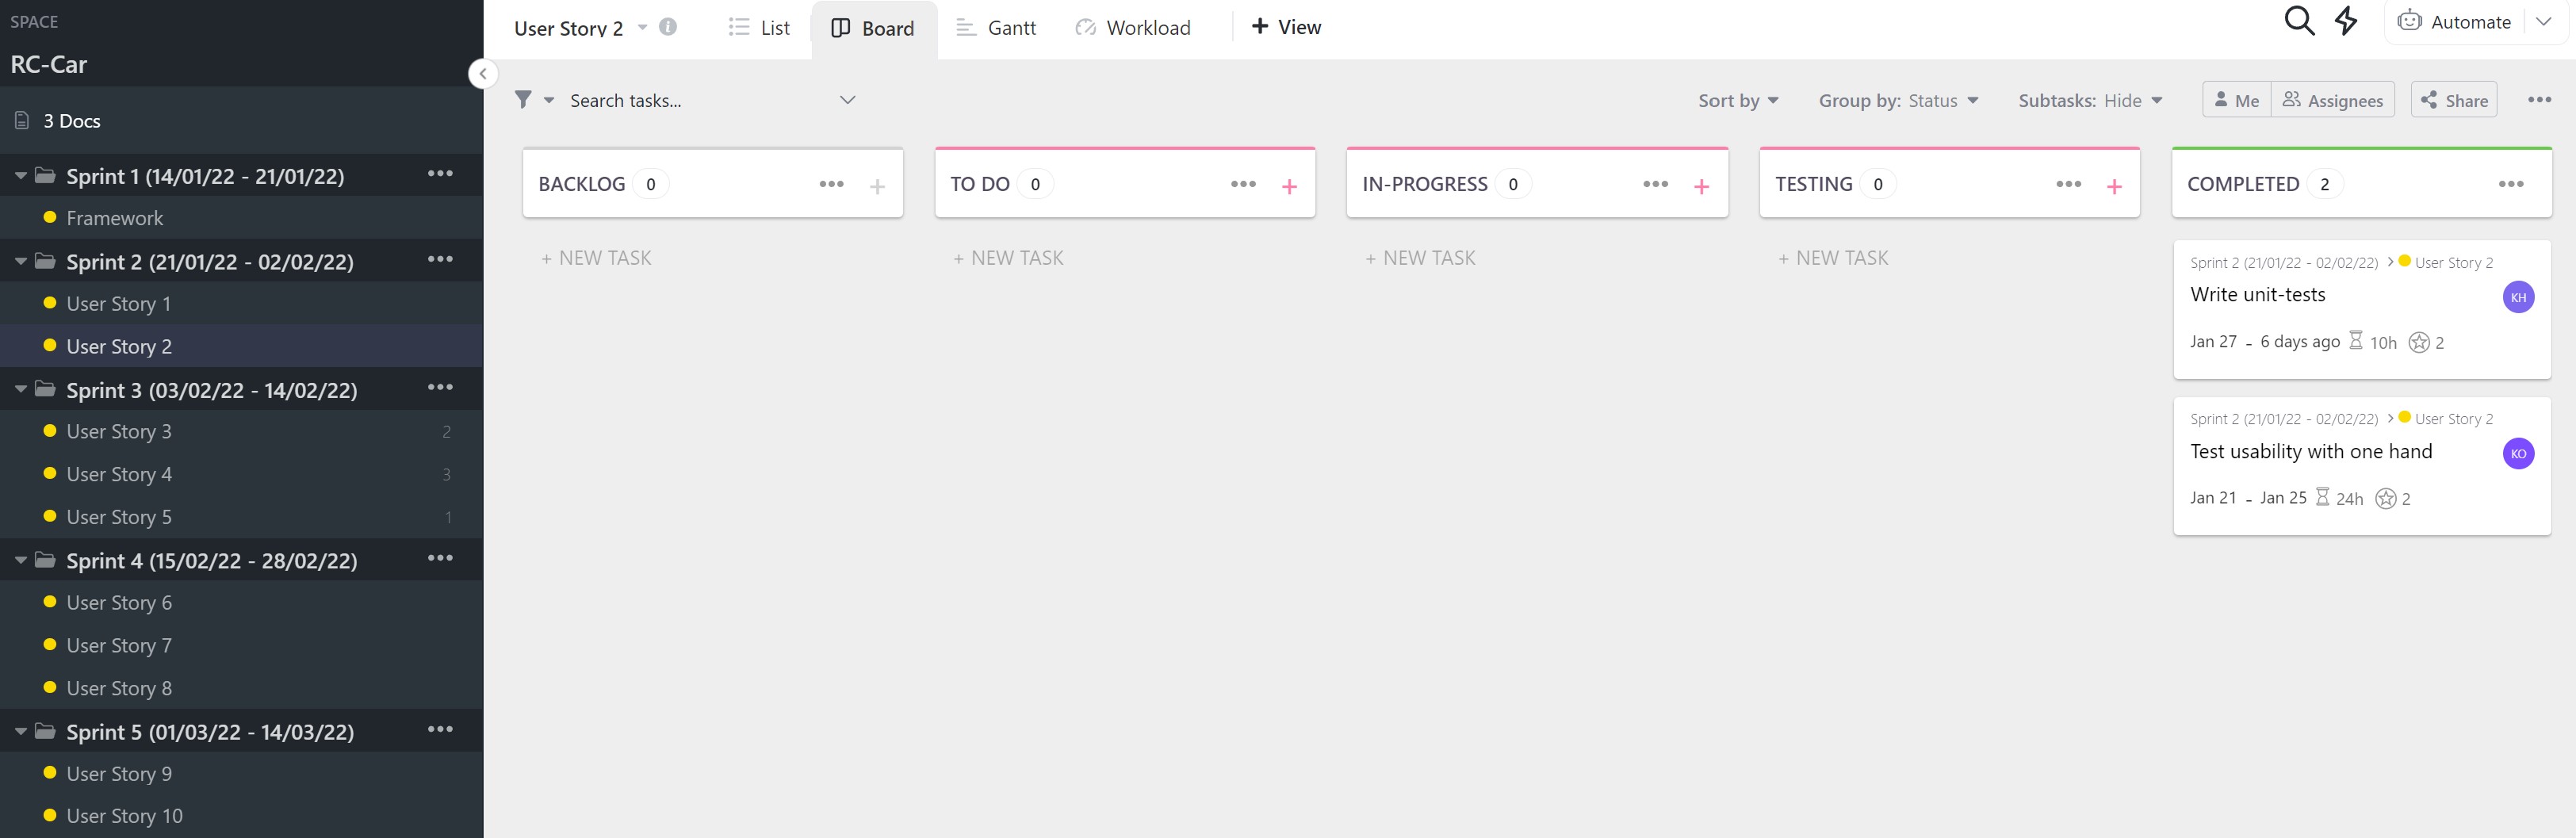 SPACE
RC-Car
3 Docs
Sprint 1 (14/01/22 - 21/01/22)
Framework
Sprint 2 (21/01/22 - 02/02/22)
User Story 1
User Story 2
Sprint 3 (03/02/22 - 14/02/22)
User Story 3 2
User Story 4 3
User Story 5 1
Sprint 4 (15/02/22 - 28/02/22)
User Story 6
User Story 7
User Story 8
Sprint 5 (01/03/22 - 14/03/22)
User Story 9
User Story 10
User Story 2 List Board Gantt Workload + View Automate
Search tasks... Sort by Group by: Status Subtasks: Hide Me Assignees Share
BACKLOG 0
+ NEW TASK
TO DO 0
+ NEW TASK
IN-PROGRESS 0
+ NEW TASK
TESTING 0
+ NEW TASK
COMPLETED 2
Sprint 2 (21/01/22 - 02/02/22) > User Story 2
Write unit-tests KH
Jan 27 - 6 days ago 10h 2
Sprint 2 (21/01/22 - 02/02/22) > User Story 2
Test usability with one hand KO
Jan 21 - Jan 25 24h 2